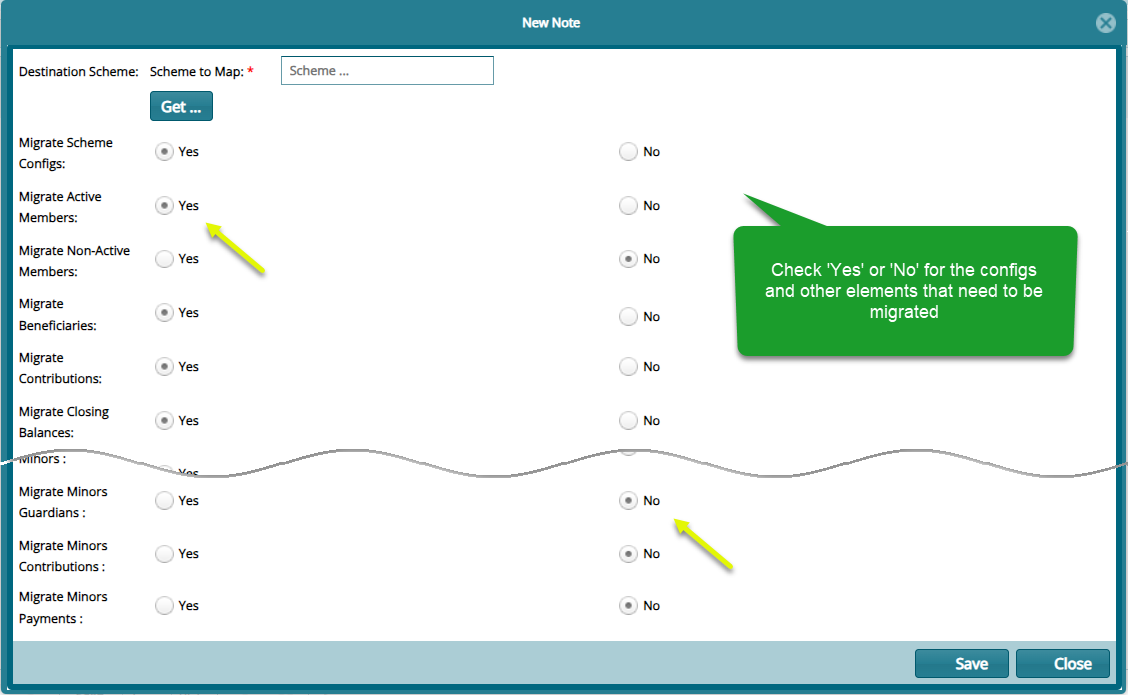 New Note
Destination Scheme: Scheme to Map: * Scheme ...
Get ...
Migrate Scheme
Configs:
Yes No
Migrate Active
Members:
Yes No
Migrate Non-Active
Members:
Yes No
Migrate
Beneficiaries:
Yes No
Migrate
Contributions:
Yes No
Migrate Closing
Balances:
Yes No
Check 'Yes' or 'No' for the configs
and other elements that need to be
migrated
Minors :
Yes
Migrate Minors
Guardians :
Yes No
Migrate Minors
Contributions :
Yes No
Migrate Minors
Payments :
Yes No
Save Close